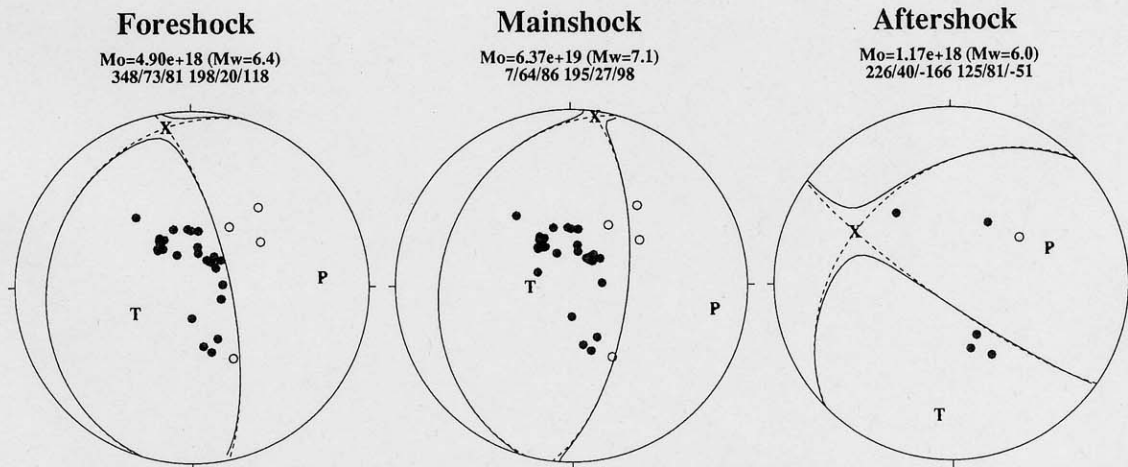 Foreshock
Mo=4.90e+18 (Mw=6.4)
348/73/81 198/20/118
X
P
T
Mainshock
Mo=6.37e+19 (Mw=7.1)
7/64/86 195/27/98
X
T
P
Aftershock
Mo=1.17e+18 (Mw=6.0)
226/40/-166 125/81/-51
X
P
T